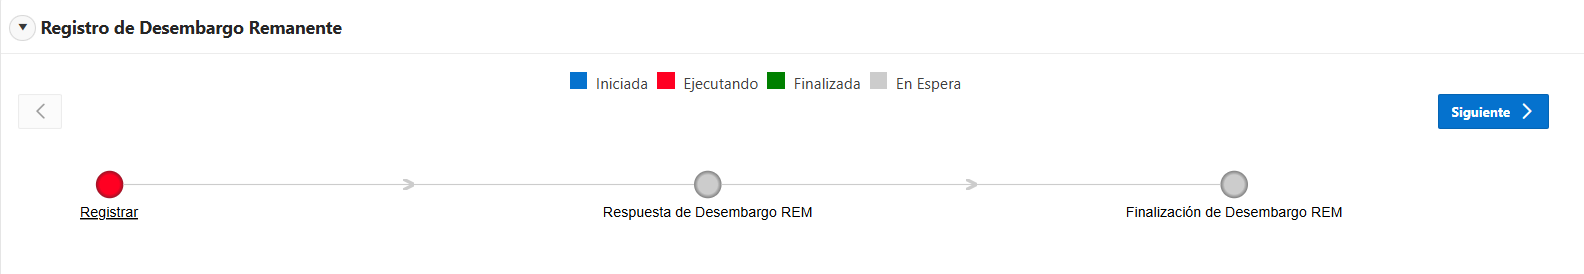 Registro de Desembargo Remanente
Iniciada Ejecutando Finalizada En Espera
Siguiente
Registrar Respuesta de Desembargo REM Finalización de Desembargo REM